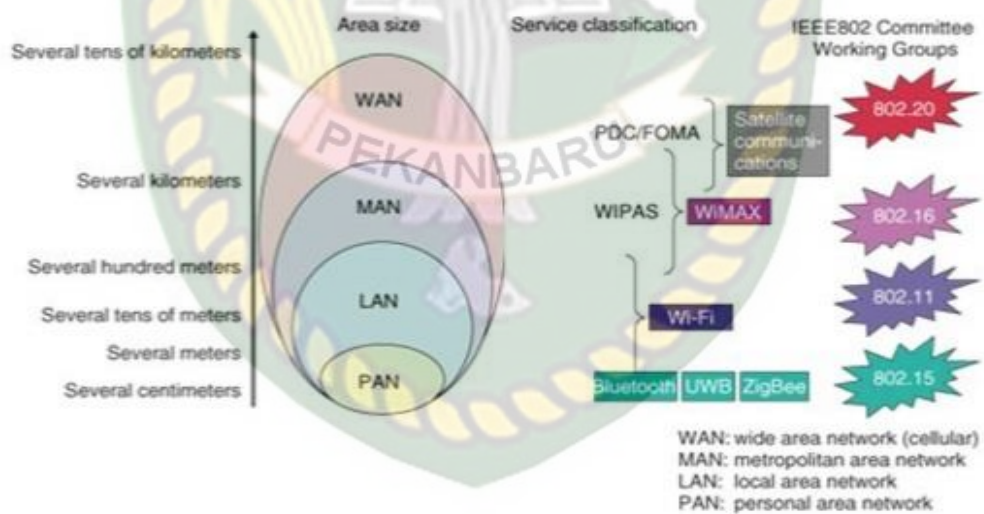 Area size
Service classification
IEEE802 Committee
Working Groups
Several tens of kilometers
Several kilometers
Several hundred meters
Several tens of meters
Several meters
Several centimeters
WAN
MAN
LAN
PAN
PEKANBARU
PDC/FOMA
Satellite
communi-
cations
WIPAS
WiMAX
Wi-Fi
Bluetooth UWB ZigBee
802.20
802.16
802.11
802.15
WAN: wide area network (cellular)
MAN: metropolitan area network
LAN: local area network
PAN: personal area network